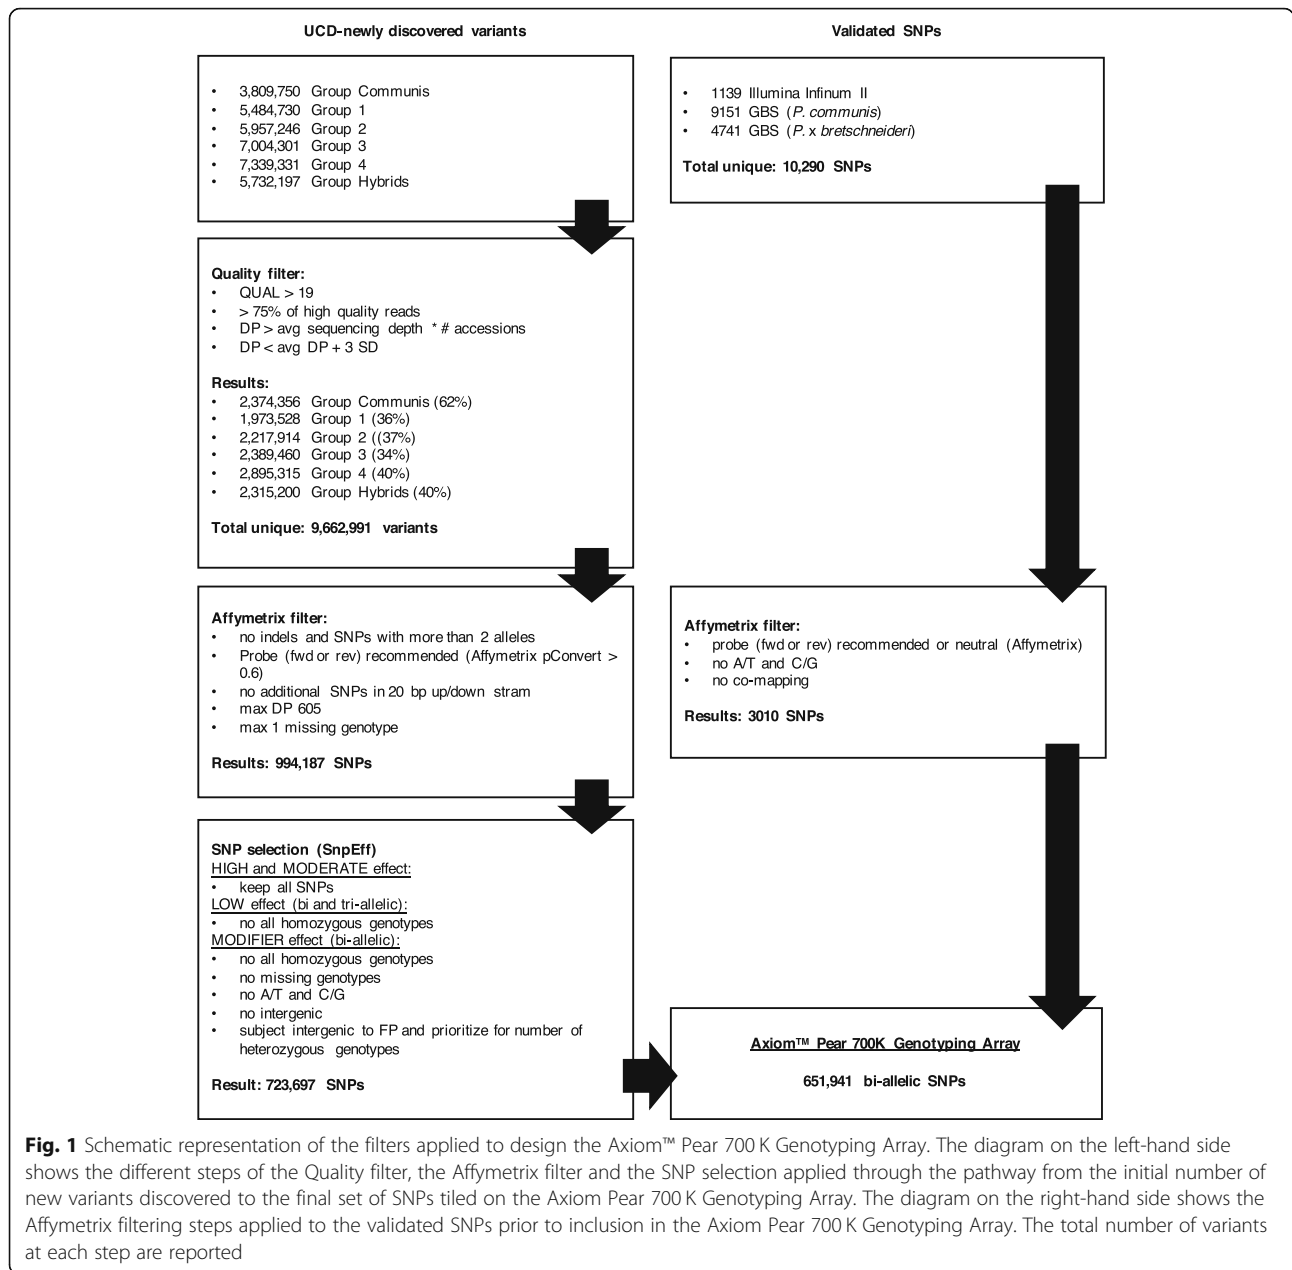 UCD-newly discovered variants
• 3,809,750 Group Communis
• 5,484,730 Group 1
• 5,957,246 Group 2
• 7,004,301 Group 3
• 7,339,331 Group 4
• 5,732,197 Group Hybrids
Quality filter:
• QUAL > 19
• > 75% of high quality reads
• DP > avg sequencing depth * # accessions
• DP < avg DP + 3 SD
Results:
• 2,374,356 Group Communis (62%)
• 1,973,528 Group 1 (36%)
• 2,217,914 Group 2 ((37%)
• 2,389,460 Group 3 (34%)
• 2,895,315 Group 4 (40%)
• 2,315,200 Group Hybrids (40%)
Total unique: 9,662,991 variants
Affymetrix filter:
• no indels and SNPs with more than 2 alleles
• Probe (fwd or rev) recommended (Affymetrix pConvert >
0.6)
• no additional SNPs in 20 bp up/down stram
• max DP 605
• max 1 missing genotype
Results: 994,187 SNPs
SNP selection (SnpEff)
HIGH and MODERATE effect:
• keep all SNPs
LOW effect (bi and tri-allelic):
• no all homozygous genotypes
MODIFIER effect (bi-allelic):
• no all homozygous genotypes
• no missing genotypes
• no A/T and C/G
• no intergenic
• subject intergenic to FP and prioritize for number of
heterozygous genotypes
Result: 723,697 SNPs
Validated SNPs
• 1139 Illumina Infinum II
• 9151 GBS (P. communis)
• 4741 GBS (P. x bretschneideri)
Total unique: 10,290 SNPs
Affymetrix filter:
• probe (fwd or rev) recommended or neutral (Affymetrix)
• no A/T and C/G
• no co-mapping
Results: 3010 SNPs
Axiom™ Pear 700K Genotyping Array
651,941 bi-allelic SNPs
Fig. 1 Schematic representation of the filters applied to design the Axiom™ Pear 700 K Genotyping Array. The diagram on the left-hand side
shows the different steps of the Quality filter, the Affymetrix filter and the SNP selection applied through the pathway from the initial number of
new variants discovered to the final set of SNPs tiled on the Axiom Pear 700 K Genotyping Array. The diagram on the right-hand side shows the
Affymetrix filtering steps applied to the validated SNPs prior to inclusion in the Axiom Pear 700 K Genotyping Array. The total number of variants
at each step are reported